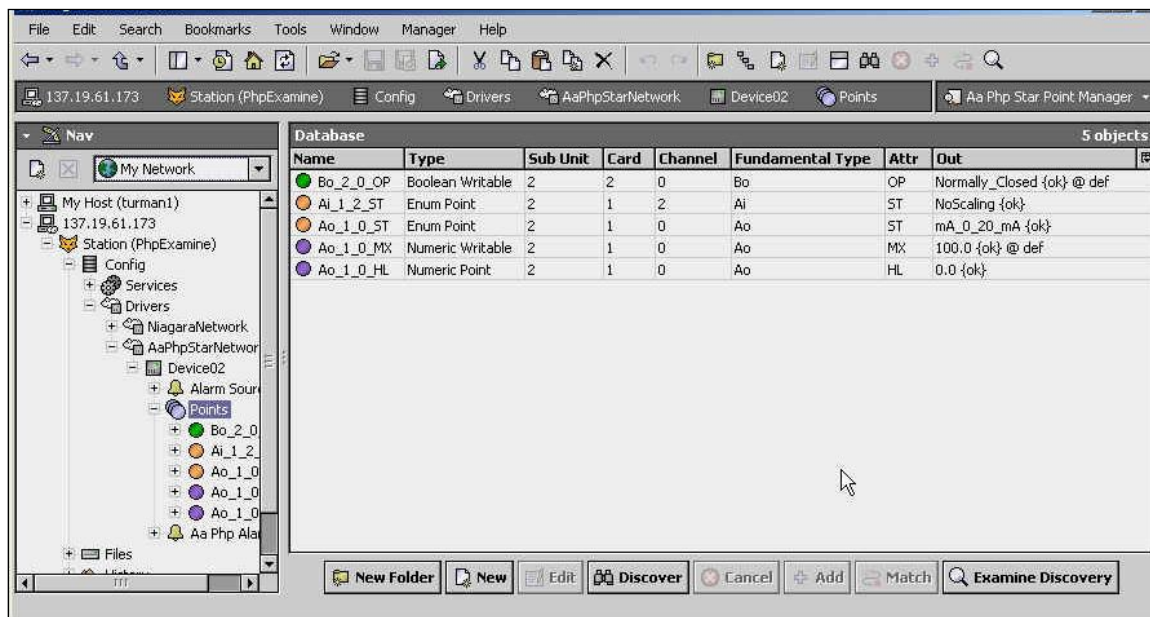 File Edit Search Bookmarks Tools Window Manager Help
137.19.61.173 Station (PhpExamine) Config Drivers AaPhpStarNetwork Device02 Points Aa Php Star Point Manager
Nav
My Network
My Host (turman1)
137.19.61.173
Station (PhpExamine)
Config
Services
Drivers
NiagaraNetwork
AaPhpStarNetwor
Device02
Alarm Sour
Points
Bo_2_0
Ai_1_2_
Ao_1_0
Ao_1_0
Ao_1_0
Aa Php Ala
Files
Database 5 objects
Name Type Sub Unit Card Channel Fundamental Type Attr Out
Bo_2_0_OP Boolean Writable 2 2 0 Bo OP Normally_Closed {ok} @ def
Ai_1_2_ST Enum Point 2 1 2 Ai ST NoScaling {ok}
Ao_1_0_ST Enum Point 2 1 0 Ao ST mA_0_20_mA {ok}
Ao_1_0_MX Numeric Writable 2 1 0 Ao MX 100.0 {ok} @ def
Ao_1_0_HL Numeric Point 2 1 0 Ao HL 0.0 {ok}
New Folder New Edit Discover Cancel Add Match Examine Discovery